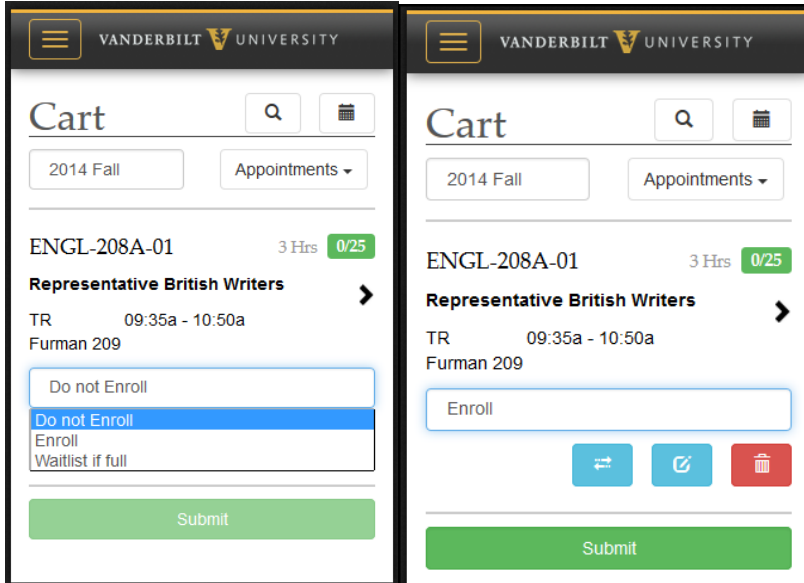 VANDERBILT UNIVERSITY
Cart
2014 Fall
Appointments
ENGL-208A-01
3 Hrs
0/25
Representative British Writers
TR 09:35a - 10:50a
Furman 209
Do not Enroll
Do not Enroll
Enroll
Waitlist if full
Submit
VANDERBILT UNIVERSITY
Cart
2014 Fall
Appointments
ENGL-208A-01
3 Hrs
0/25
Representative British Writers
TR 09:35a - 10:50a
Furman 209
Enroll
Submit